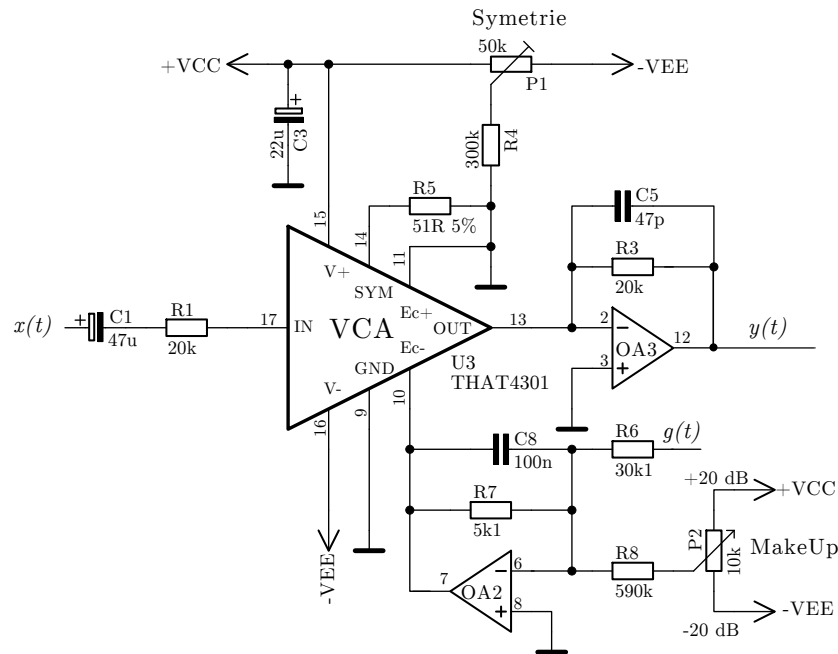 Symetrie
50k
+VCC
-VEE
P1
+
22u
C3
300k
R4
R5
51R 5%
15
14
11
C5
47p
R3
20k
V+
SYM
x(t)
+
C1
47u
R1
20k
17
IN
VCA
Ec+
OUT
Ec-
13
2
−
OA3
12
y(t)
3
+
GND
U3
THAT4301
V-
16
9
10
C8
100n
R6
30k1
g(t)
R7
5k1
+20 dB
+VCC
P2
10k
MakeUp
R8
590k
-VEE
7
OA2
−
6
+
8
-VEE
-20 dB